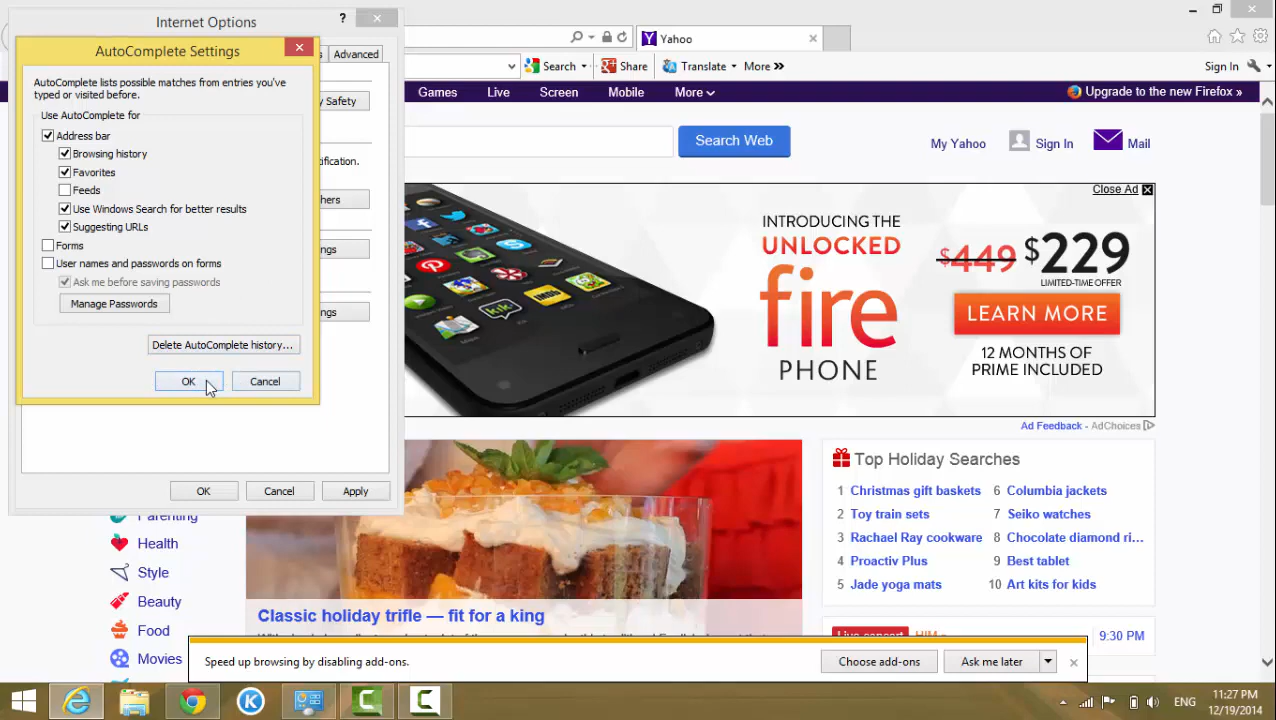 Internet Options
?
AutoComplete Settings
AutoComplete lists possible matches from entries you've
typed or visited before.
Use AutoComplete for
Address bar
Browsing history
Favorites
Feeds
Use Windows Search for better results
Suggesting URLs
Forms
User names and passwords on forms
Ask me before saving passwords
Manage Passwords
Delete AutoComplete history...
OK
Cancel
Advanced
Safety
OK
Cancel
Apply
Yahoo
Search
Share
Translate
More »
Sign In
Games
Live
Screen
Mobile
More
Upgrade to the new Firefox »
Search Web
My Yahoo
Sign In
Mail
Close Ad
INTRODUCING THE
UNLOCKED
fire
PHONE
$449 $229
LIMITED-TIME OFFER
LEARN MORE
12 MONTHS OF
PRIME INCLUDED
kik
IMDb
Ad Feedback - AdChoices
Parenting
Health
Style
Beauty
Food
Movies
Classic holiday trifle — fit for a king
Top Holiday Searches
1 Christmas gift baskets
2 Toy train sets
3 Rachael Ray cookware
4 Proactiv Plus
5 Jade yoga mats
6 Columbia jackets
7 Seiko watches
8 Chocolate diamond ri...
9 Best tablet
10 Art kits for kids
Live concert
HIM
9:30 PM
Speed up browsing by disabling add-ons.
Choose add-ons
Ask me later
K
ENG
11:27 PM
12/19/2014